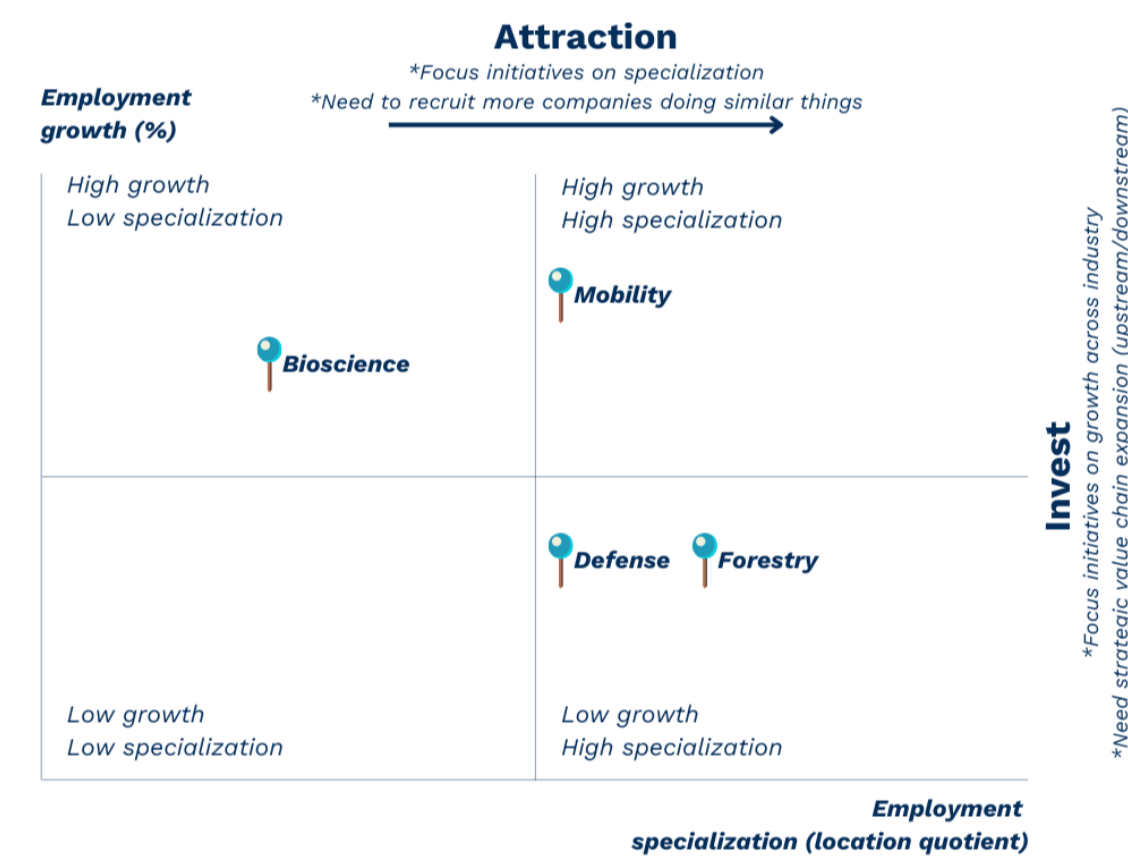 Attraction
*Focus initiatives on specialization
*Need to recruit more companies doing similar things
Employment
growth (%)
High growth
Low specialization
High growth
High specialization
Mobility
Bioscience
Defense
Forestry
Low growth
Low specialization
Low growth
High specialization
Employment
specialization (location quotient)
Invest
*Focus initiatives on growth across industry
*Need strategic value chain expansion (upstream/downstream)